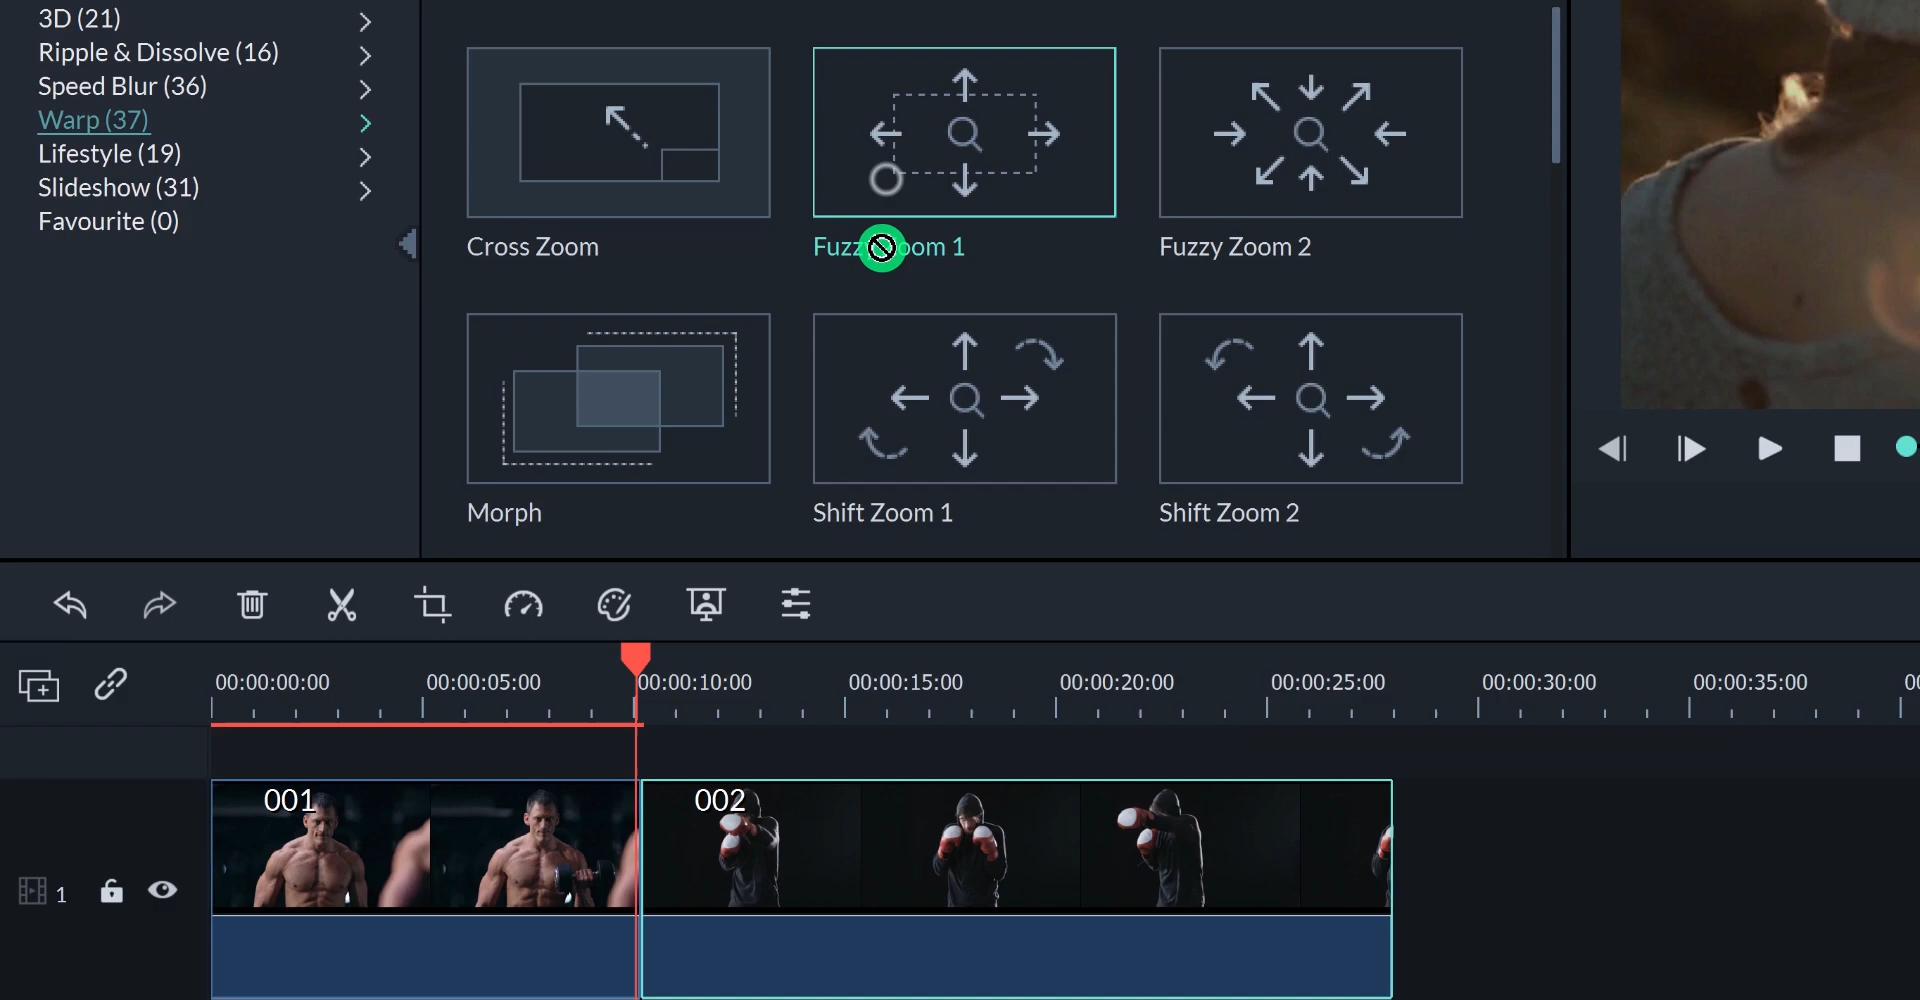 3D (21)
Ripple & Dissolve (16)
Speed Blur (36)
Warp (37)
Lifestyle (19)
Slideshow (31)
Favourite (0)
Cross Zoom
Fuzzy Zoom 1
Fuzzy Zoom 2
Morph
Shift Zoom 1
Shift Zoom 2
00:00:00:00
00:00:05:00
00:00:10:00
00:00:15:00
00:00:20:00
00:00:25:00
00:00:30:00
00:00:35:00
00
001
002
1